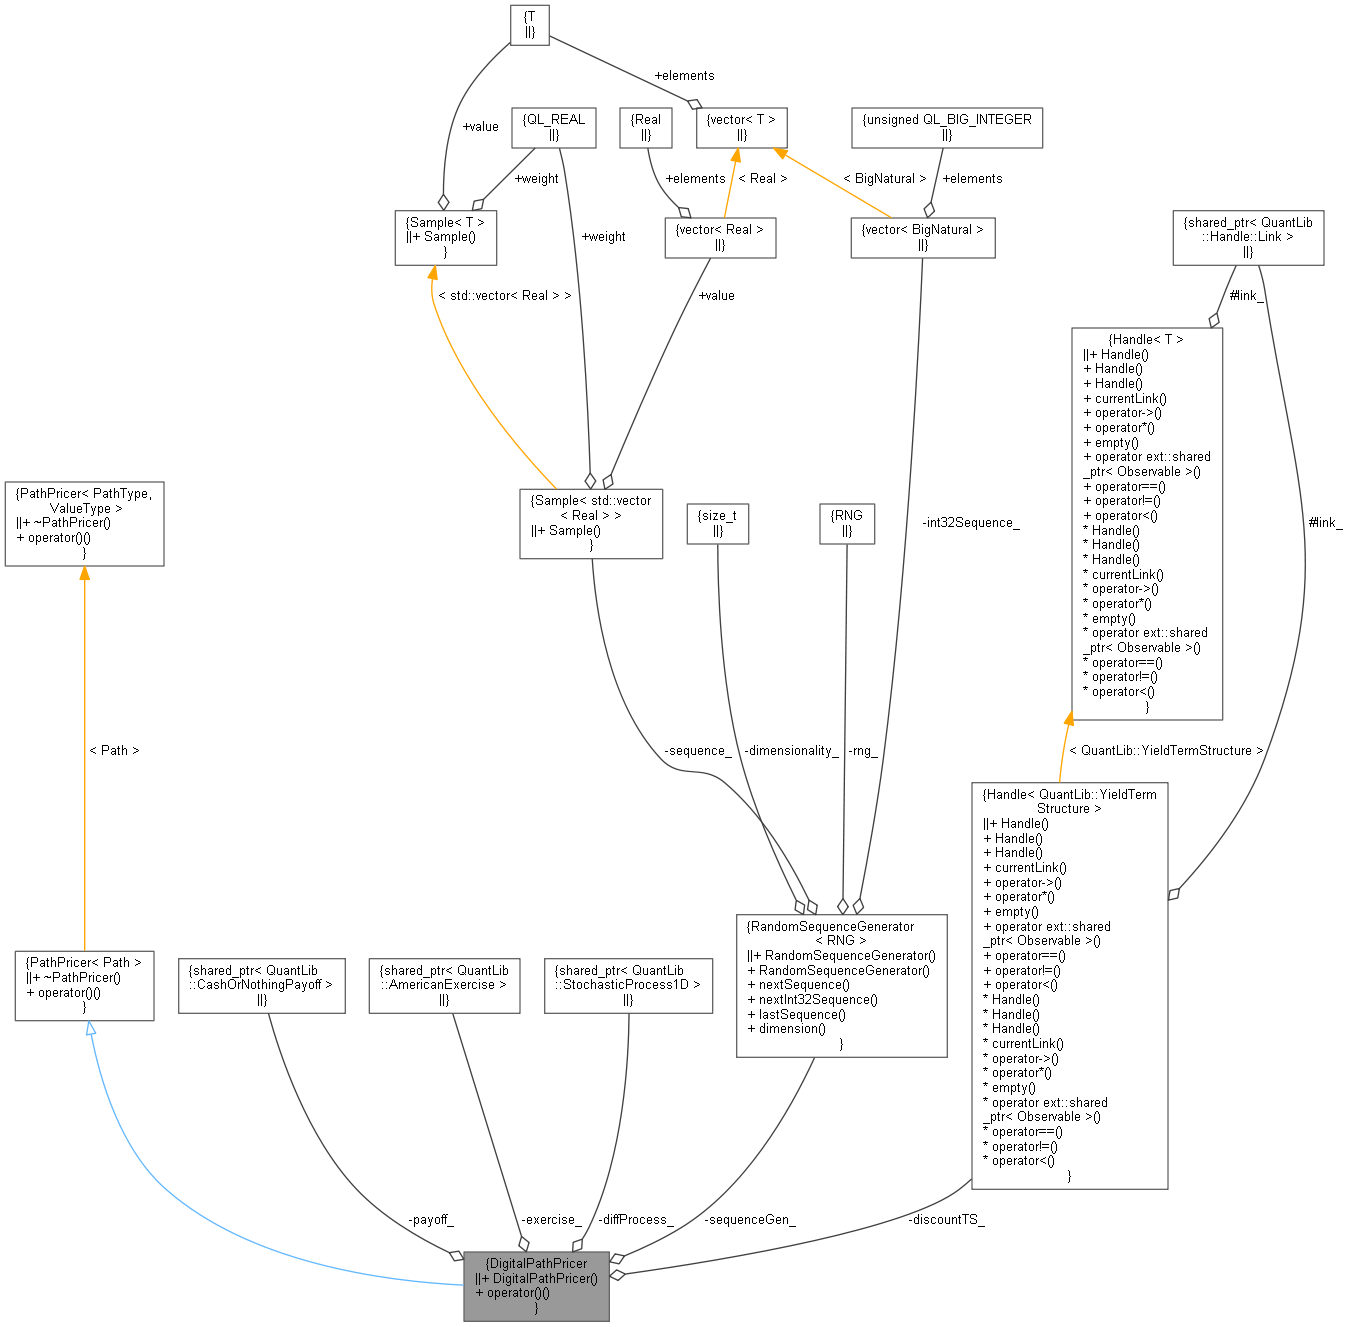 {T
||}
+elements
+value
{QL_REAL
||}
{Real
||}
{vector< T >
||}
{unsigned QL_BIG_INTEGER
||}
+weight
+elements
< Real >
< BigNatural >
+elements
{Sample< T >
||+ Sample()
}
+weight
{vector< Real >
||}
{vector< BigNatural >
||}
{shared_ptr< QuantLib
::Handle::Link >
||}
< std::vector< Real > >
+value
#link_
{Handle< T >
||+ Handle()
+ Handle()
+ Handle()
+ currentLink()
+ operator->()
+ operator*()
+ empty()
+ operator ext::shared
_ptr< Observable >()
+ operator==()
+ operator!=()
+ operator<()
* Handle()
* Handle()
* Handle()
* currentLink()
* operator->()
* operator*()
* empty()
* operator ext::shared
_ptr< Observable >()
* operator==()
* operator!=()
* operator<()
}
{PathPricer< PathType,
ValueType >
||+ ~PathPricer()
+ operator()()
}
{Sample< std::vector
< Real > >
||+ Sample()
}
{size_t
||}
{RNG
||}
-int32Sequence_
#link_
< Path >
-sequence_
-dimensionality_
-rng_
< QuantLib::YieldTermStructure >
{Handle< QuantLib::YieldTerm
Structure >
||+ Handle()
+ Handle()
+ Handle()
+ currentLink()
+ operator->()
+ operator*()
+ empty()
+ operator ext::shared
_ptr< Observable >()
+ operator==()
+ operator!=()
+ operator<()
* Handle()
* Handle()
* Handle()
* currentLink()
* operator->()
* operator*()
* empty()
* operator ext::shared
_ptr< Observable >()
* operator==()
* operator!=()
* operator<()
}
{PathPricer< Path >
||+ ~PathPricer()
+ operator()()
}
{shared_ptr< QuantLib
::CashOrNothingPayoff >
||}
{shared_ptr< QuantLib
::AmericanExercise >
||}
{shared_ptr< QuantLib
::StochasticProcess1D >
||}
{RandomSequenceGenerator
< RNG >
||+ RandomSequenceGenerator()
+ RandomSequenceGenerator()
+ nextSequence()
+ nextInt32Sequence()
+ lastSequence()
+ dimension()
}
-payoff_
-exercise_
-diffProcess_
-sequenceGen_
-discountTS_
{DigitalPathPricer
||+ DigitalPathPricer()
+ operator()()
}